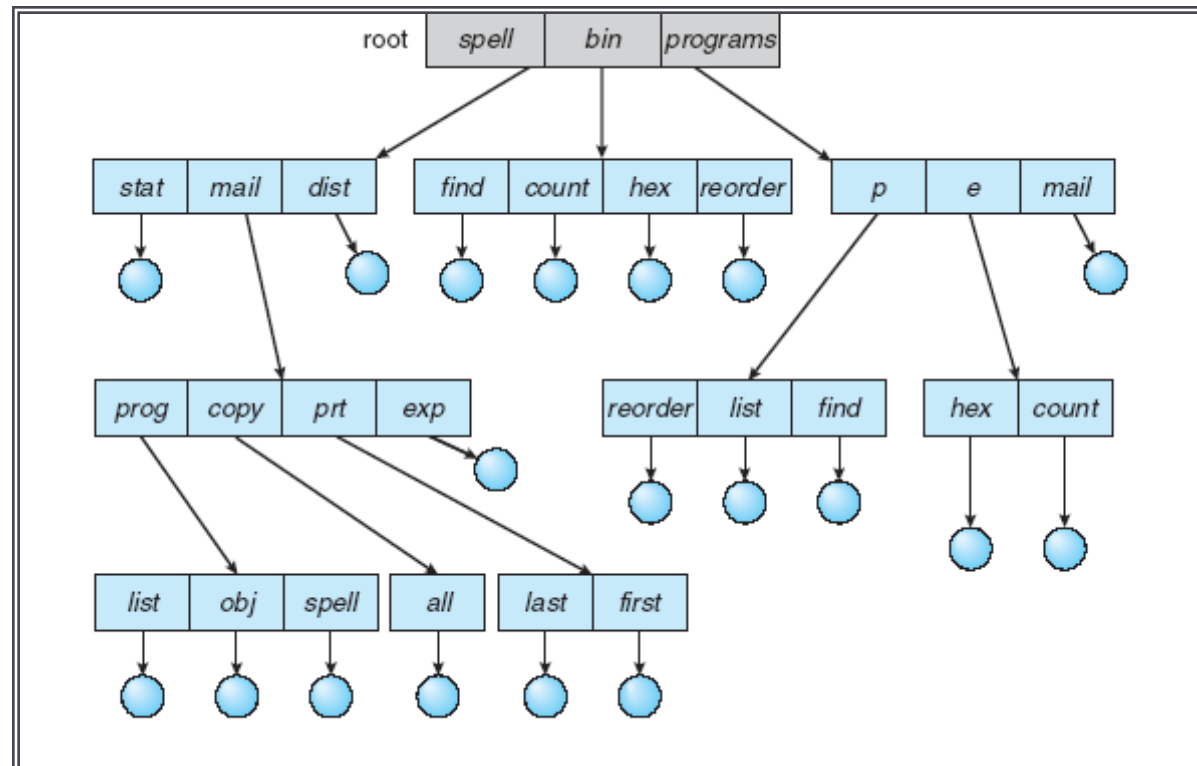 root spell bin programs
stat mail dist find count hex reorder p e mail
prog copy prt exp reorder list find hex count
list obj spell all last first